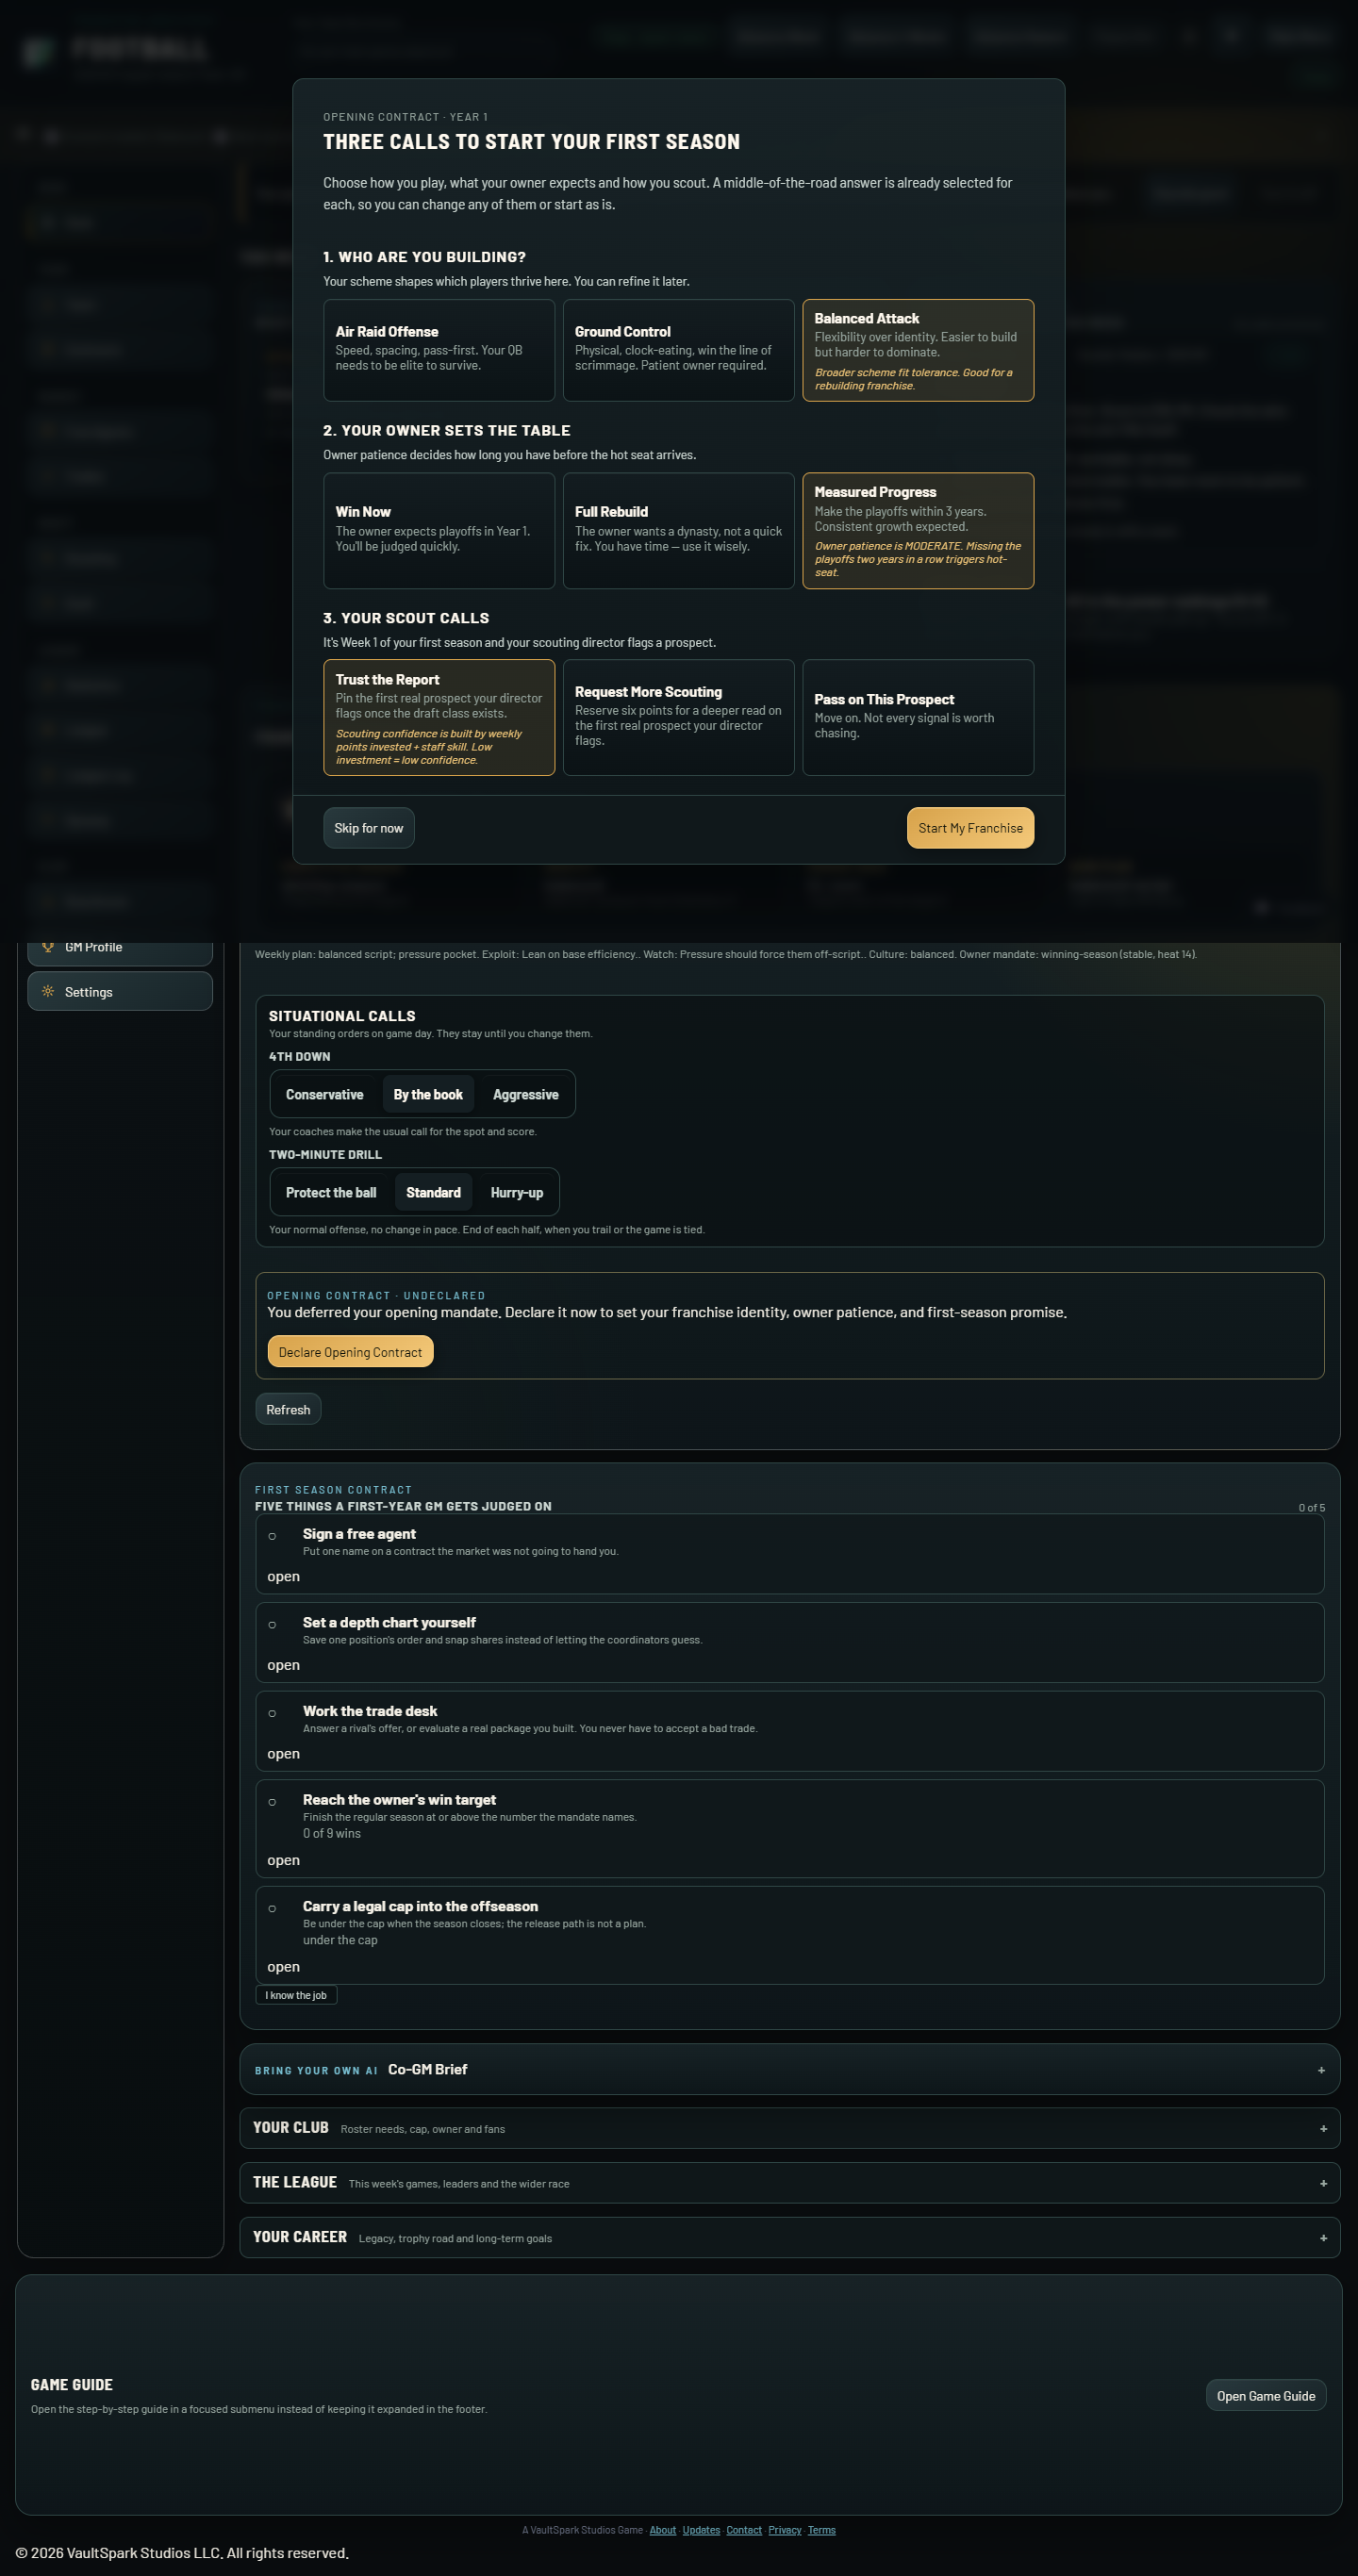 FOOTBALL
OPENING CONTRACT · YEAR 1
THREE CALLS TO START YOUR FIRST SEASON
Choose how you play, what your owner expects and how you scout. A middle-of-the-road answer is already selected for
each, so you can change any of them or start as is.
1. WHO ARE YOU BUILDING?
Your scheme shapes which players thrive here. You can refine it later.
Air Raid Offense
Speed, spacing, pass-first. Your QB
needs to be elite to survive.
Ground Control
Physical, clock-eating, win the line of
scrimmage. Patient owner required.
Balanced Attack
Flexibility over identity. Easier to build
but harder to dominate.
Broader scheme fit tolerance. Good for a
rebuilding franchise.
2. YOUR OWNER SETS THE TABLE
Owner patience decides how long you have before the hot seat arrives.
Win Now
The owner expects playoffs in Year 1.
You'll be judged quickly.
Full Rebuild
The owner wants a dynasty, not a quick
fix. You have time — use it wisely.
Measured Progress
Make the playoffs within 3 years.
Consistent growth expected.
Owner patience is MODERATE. Missing the
playoffs two years in a row triggers hot-
seat.
3. YOUR SCOUT CALLS
It's Week 1 of your first season and your scouting director flags a prospect.
Trust the Report
Pin the first real prospect your director
flags once the draft class exists.
Scouting confidence is built by weekly
points invested + staff skill. Low
investment = low confidence.
Request More Scouting
Reserve six points for a deeper read on
the first real prospect your director
flags.
Pass on This Prospect
Move on. Not every signal is worth
chasing.
Skip for now
Start My Franchise
GM Profile
Settings
Weekly plan: balanced script; pressure pocket. Exploit: Lean on base efficiency.. Watch: Pressure should force them off-script.. Culture: balanced. Owner mandate: winning-season (stable, heat 14).
SITUATIONAL CALLS
Your standing orders on game day. They stay until you change them.
4TH DOWN
Conservative By the book Aggressive
Your coaches make the usual call for the spot and score.
TWO-MINUTE DRILL
Protect the ball Standard Hurry-up
Your normal offense, no change in pace. End of each half, when you trail or the game is tied.
OPENING CONTRACT · UNDECLARED
You deferred your opening mandate. Declare it now to set your franchise identity, owner patience, and first-season promise.
Declare Opening Contract
Refresh
FIRST SEASON CONTRACT
FIVE THINGS A FIRST-YEAR GM GETS JUDGED ON
0 of 5
Sign a free agent
Put one name on a contract the market was not going to hand you.
open
Set a depth chart yourself
Save one position's order and snap shares instead of letting the coordinators guess.
open
Work the trade desk
Answer a rival's offer, or evaluate a real package you built. You never have to accept a bad trade.
open
Reach the owner's win target
Finish the regular season at or above the number the mandate names.
0 of 9 wins
open
Carry a legal cap into the offseason
Be under the cap when the season closes; the release path is not a plan.
under the cap
open
I know the job
BRING YOUR OWN AI Co-GM Brief +
YOUR CLUB Roster needs, cap, owner and fans +
THE LEAGUE This week's games, leaders and the wider race +
YOUR CAREER Legacy, trophy road and long-term goals +
GAME GUIDE
Open the step-by-step guide in a focused submenu instead of keeping it expanded in the footer.
Open Game Guide
A VaultSpark Studios Game · About · Updates · Contact · Privacy · Terms
© 2026 VaultSpark Studios LLC. All rights reserved.